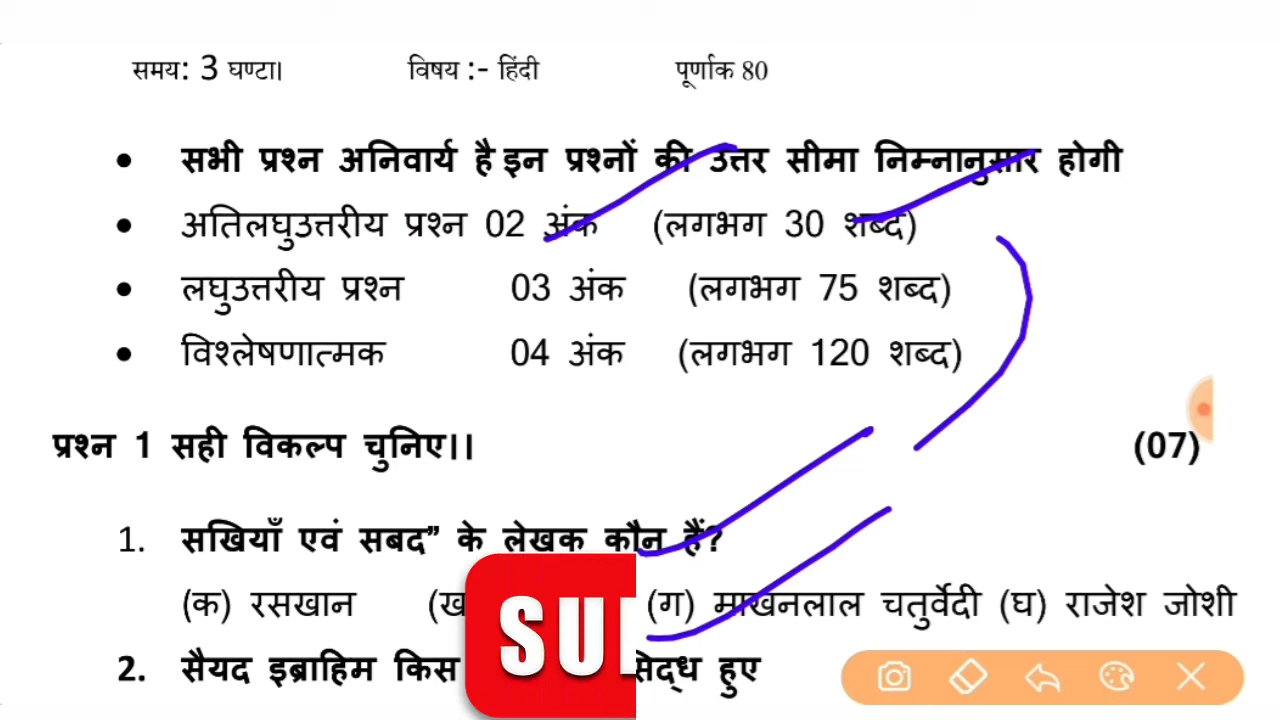 समय: 3 घण्टा। विषय :- हिंदी पूर्णाक 80
• सभी प्रश्न अनिवार्य है इन प्रश्नों की उत्तर सीमा निम्नानुसार होगी
• अतिलघुउत्तरीय प्रश्न 02 अंक (लगभग 30 शब्द)
• लघुउत्तरीय प्रश्न 03 अंक (लगभग 75 शब्द)
• विश्लेषणात्मक 04 अंक (लगभग 120 शब्द)
प्रश्न 1 सही विकल्प चुनिए।। (07)
1. सखियाँ एवं सबद” के लेखक कौन हैं?
(क) रसखान (ख (ग) माखनलाल चतुर्वेदी (घ) राजेश जोशी
2. सैयद इब्राहिम किस हुए